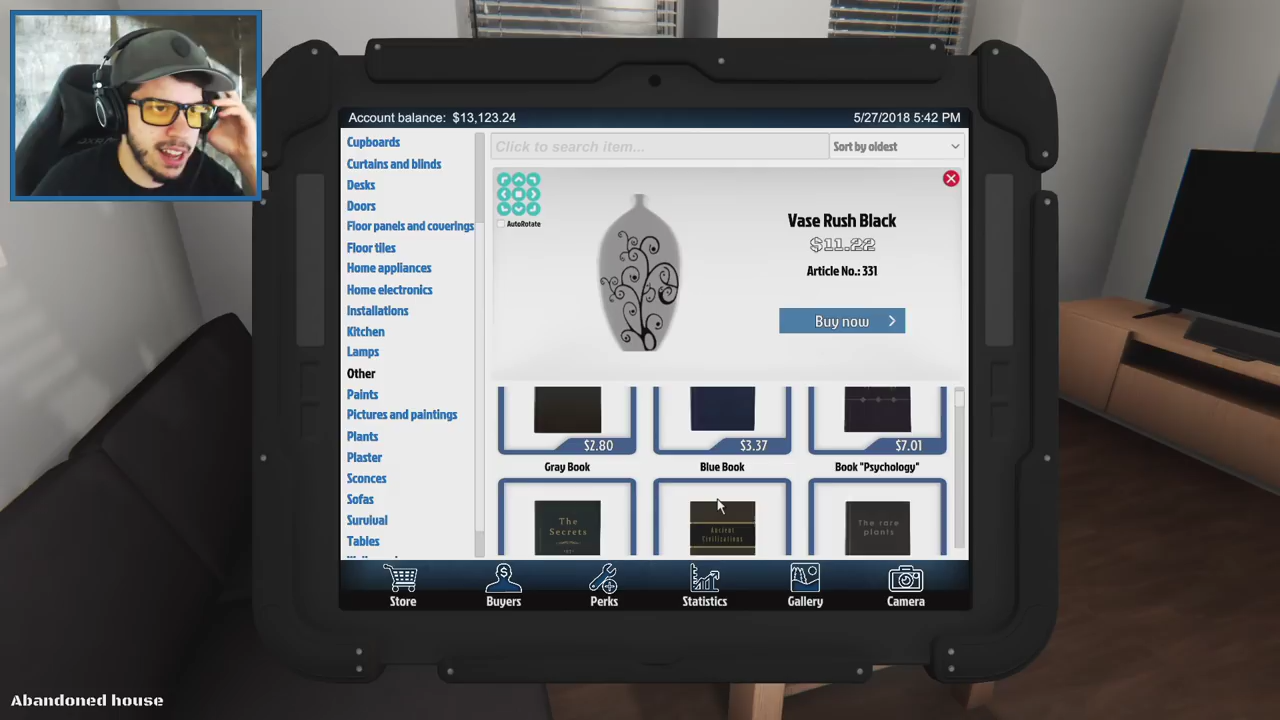 Account balance: $13,123.24
5/27/2018 5:42 PM
Cupboards
Curtains and blinds
Desks
Doors
Floor panels and coverings
Floor tiles
Home appliances
Home electronics
Installations
Kitchen
Lamps
Other
Paints
Pictures and paintings
Plants
Plaster
Sconces
Sofas
Survival
Tables
Click to search item...
Sort by oldest
AutoRotate
Vase Rush Black
$11.22
Article No.: 331
Buy now
$2.80
$3.37
$7.01
Gray Book
Blue Book
Book "Psychology"
The
Secrets
Ancient
Civilizations
The rare
plants
Store
Buyers
Perks
Statistics
Gallery
Camera
Abandoned house